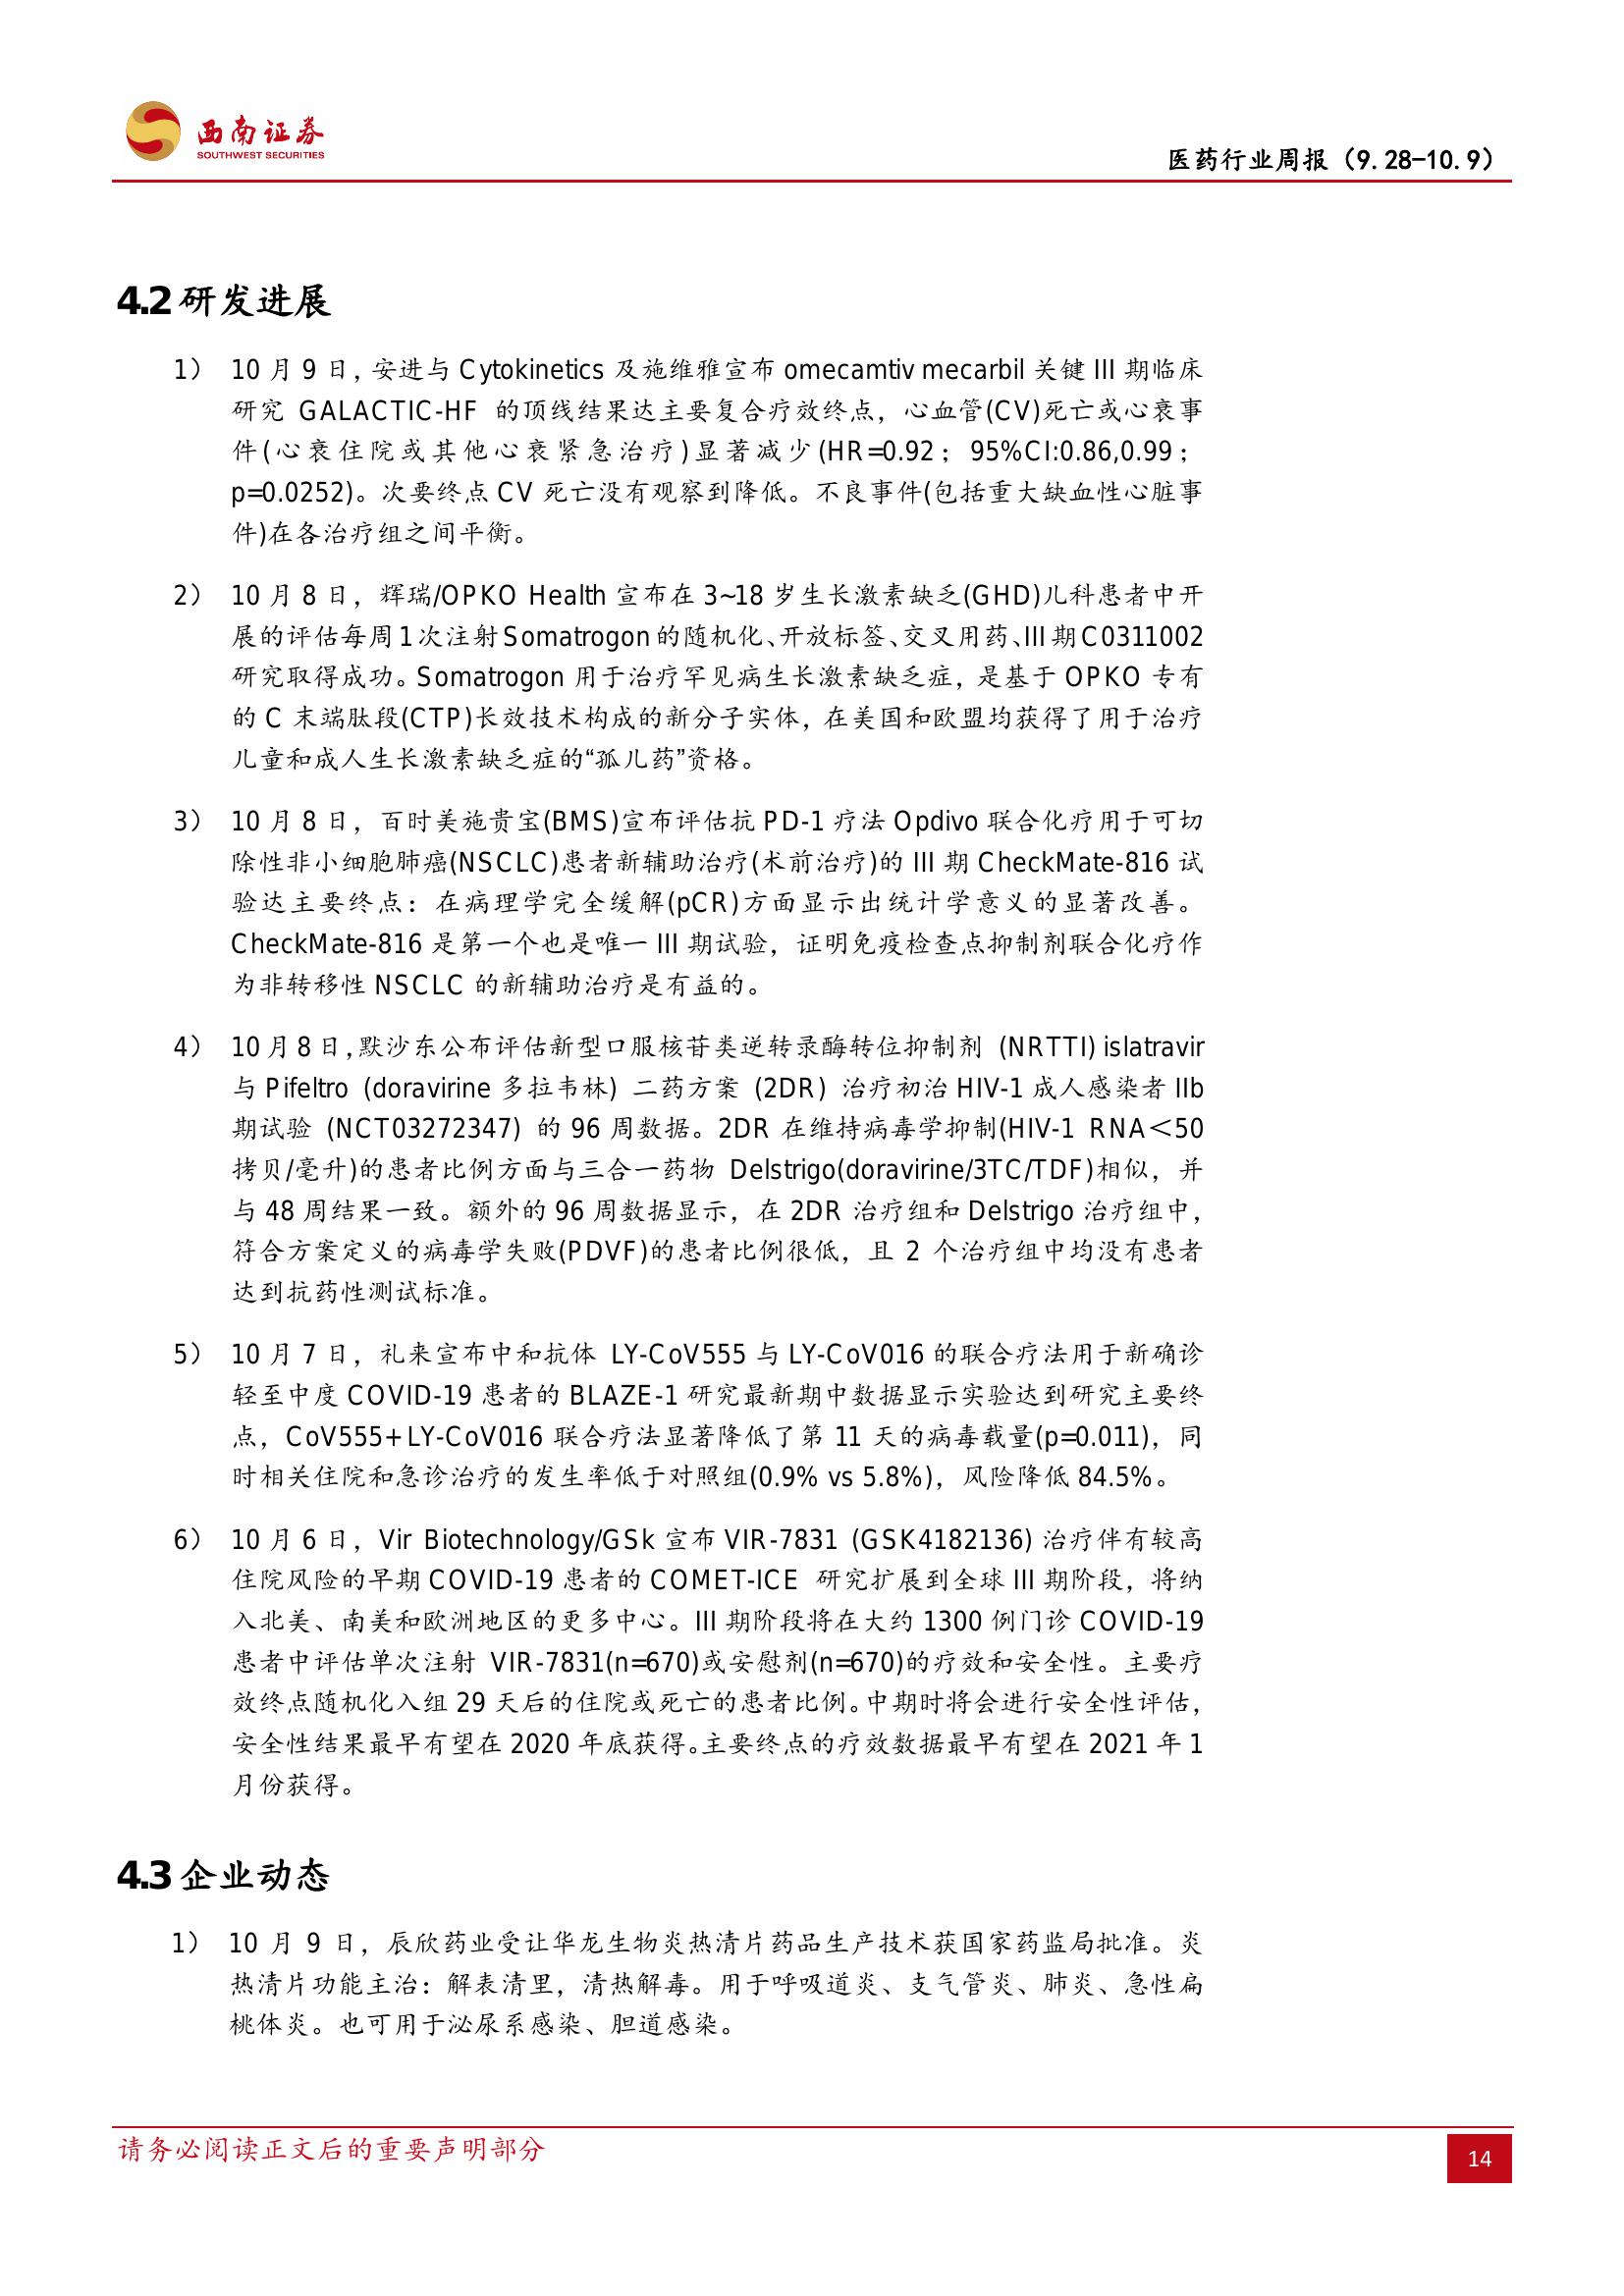 西南证券
SOUTHWEST SECURITIES
医药行业周报（9.28-10.9）
4.2 研发进展
1） 10 月 9 日，安进与 Cytokinetics 及施维雅宣布 omecamtiv mecarbil 关键 III 期临床
研究 GALACTIC-HF 的顶线结果达主要复合疗效终点，心血管(CV)死亡或心衰事
件(心衰住院或其他心衰紧急治疗)显著减少(HR=0.92；95%CI:0.86,0.99；
p=0.0252)。次要终点 CV 死亡没有观察到降低。不良事件(包括重大缺血性心脏事
件)在各治疗组之间平衡。
2） 10 月 8 日，辉瑞/OPKO Health 宣布在 3~18 岁生长激素缺乏(GHD)儿科患者中开
展的评估每周 1 次注射 Somatrogon 的随机化、开放标签、交叉用药、III 期 C0311002
研究取得成功。Somatrogon 用于治疗罕见病生长激素缺乏症，是基于 OPKO 专有
的 C 末端肽段(CTP)长效技术构成的新分子实体，在美国和欧盟均获得了用于治疗
儿童和成人生长激素缺乏症的“孤儿药”资格。
3） 10 月 8 日，百时美施贵宝(BMS)宣布评估抗 PD-1 疗法 Opdivo 联合化疗用于可切
除性非小细胞肺癌(NSCLC)患者新辅助治疗(术前治疗)的 III 期 CheckMate-816 试
验达主要终点：在病理学完全缓解(pCR)方面显示出统计学意义的显著改善。
CheckMate-816 是第一个也是唯一 III 期试验，证明免疫检查点抑制剂联合化疗作
为非转移性 NSCLC 的新辅助治疗是有益的。
4） 10 月 8 日，默沙东公布评估新型口服核苷类逆转录酶转位抑制剂（NRTTI) islatravir
与 Pifeltro（doravirine 多拉韦林）二药方案（2DR）治疗初治 HIV-1 成人感染者 IIb
期试验（NCT03272347）的 96 周数据。2DR 在维持病毒学抑制(HIV-1 RNA＜50
拷贝/毫升)的患者比例方面与三合一药物 Delstrigo(doravirine/3TC/TDF)相似，并
与 48 周结果一致。额外的 96 周数据显示，在 2DR 治疗组和 Delstrigo 治疗组中，
符合方案定义的病毒学失败(PDVF)的患者比例很低，且 2 个治疗组中均没有患者
达到抗药性测试标准。
5） 10 月 7 日，礼来宣布中和抗体 LY-CoV555 与 LY-CoV016 的联合疗法用于新确诊
轻至中度 COVID-19 患者的 BLAZE-1 研究最新期中数据显示实验达到研究主要终
点，CoV555+LY-CoV016 联合疗法显著降低了第 11 天的病毒载量(p=0.011)，同
时相关住院和急诊治疗的发生率低于对照组(0.9% vs 5.8%)，风险降低 84.5%。
6） 10 月 6 日，Vir Biotechnology/GSk 宣布 VIR-7831（GSK4182136）治疗伴有较高
住院风险的早期 COVID-19 患者的 COMET-ICE 研究扩展到全球 III 期阶段，将纳
入北美、南美和欧洲地区的更多中心。III 期阶段将在大约 1300 例门诊 COVID-19
患者中评估单次注射 VIR-7831(n=670)或安慰剂(n=670)的疗效和安全性。主要疗
效终点随机化入组 29 天后的住院或死亡的患者比例。中期时将会进行安全性评估，
安全性结果最早有望在 2020 年底获得。主要终点的疗效数据最早有望在 2021 年 1
月份获得。
4.3 企业动态
1） 10 月 9 日，辰欣药业受让华龙生物炎热清片药品生产技术获国家药监局批准。炎
热清片功能主治：解表清里，清热解毒。用于呼吸道炎、支气管炎、肺炎、急性扁
桃体炎。也可用于泌尿系感染、胆道感染。
请务必阅读正文后的重要声明部分
14